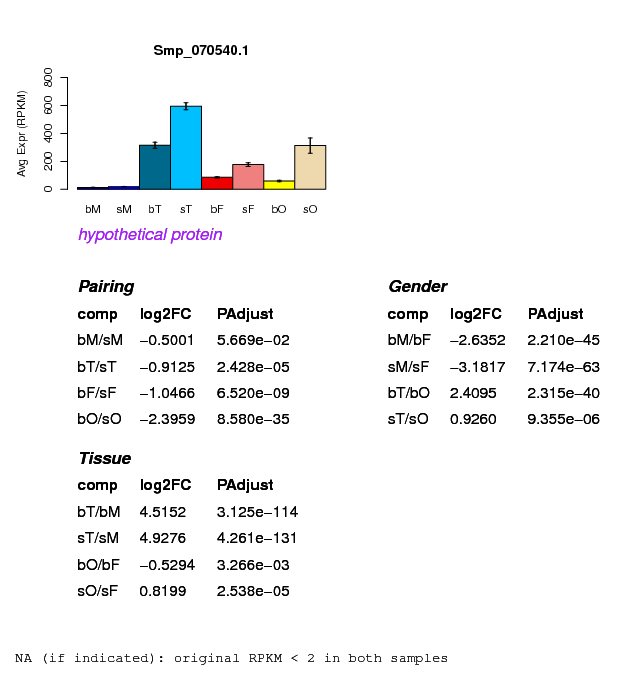 Smp_070540.1
Avg Expr (RPKM)
0 200 400 600 800
bM sM bT sT bF sF bO sO
hypothetical protein
Pairing
comp log2FC PAdjust
bM/sM −0.5001 5.669e−02
bT/sT −0.9125 2.428e−05
bF/sF −1.0466 6.520e−09
bO/sO −2.3959 8.580e−35
Gender
comp log2FC PAdjust
bM/bF −2.6352 2.210e−45
sM/sF −3.1817 7.174e−63
bT/bO 2.4095 2.315e−40
sT/sO 0.9260 9.355e−06
Tissue
comp log2FC PAdjust
bT/bM 4.5152 3.125e−114
sT/sM 4.9276 4.261e−131
bO/bF −0.5294 3.266e−03
sO/sF 0.8199 2.538e−05
NA (if indicated): original RPKM < 2 in both samples